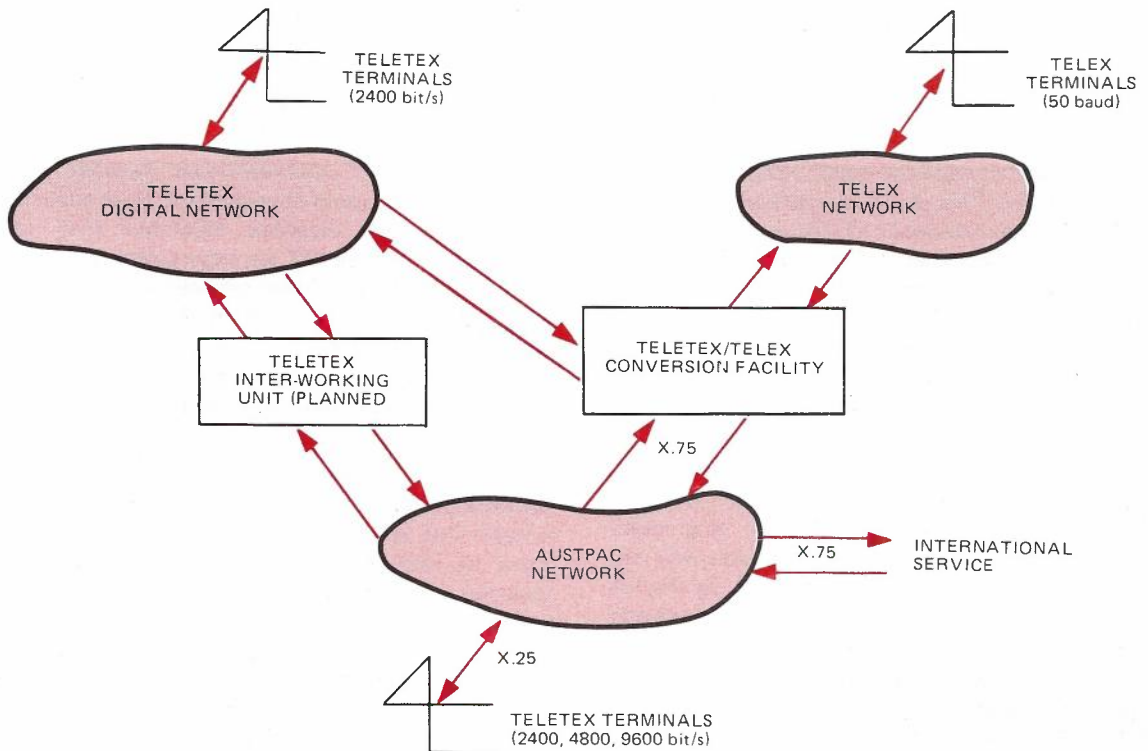 TELETEX
TERMINALS
(2400 bit/s)
TELEX
TERMINALS
(50 baud)
TELETEX
DIGITAL NETWORK
TELEX
NETWORK
TELETEX
INTER-WORKING
UNIT (PLANNED
TELETEX/TELEX
CONVERSION FACILITY
X.75
AUSTPAC
NETWORK
X.75
INTERNATIONAL
SERVICE
X.25
TELETEX TERMINALS
(2400, 4800, 9600 bit/s)